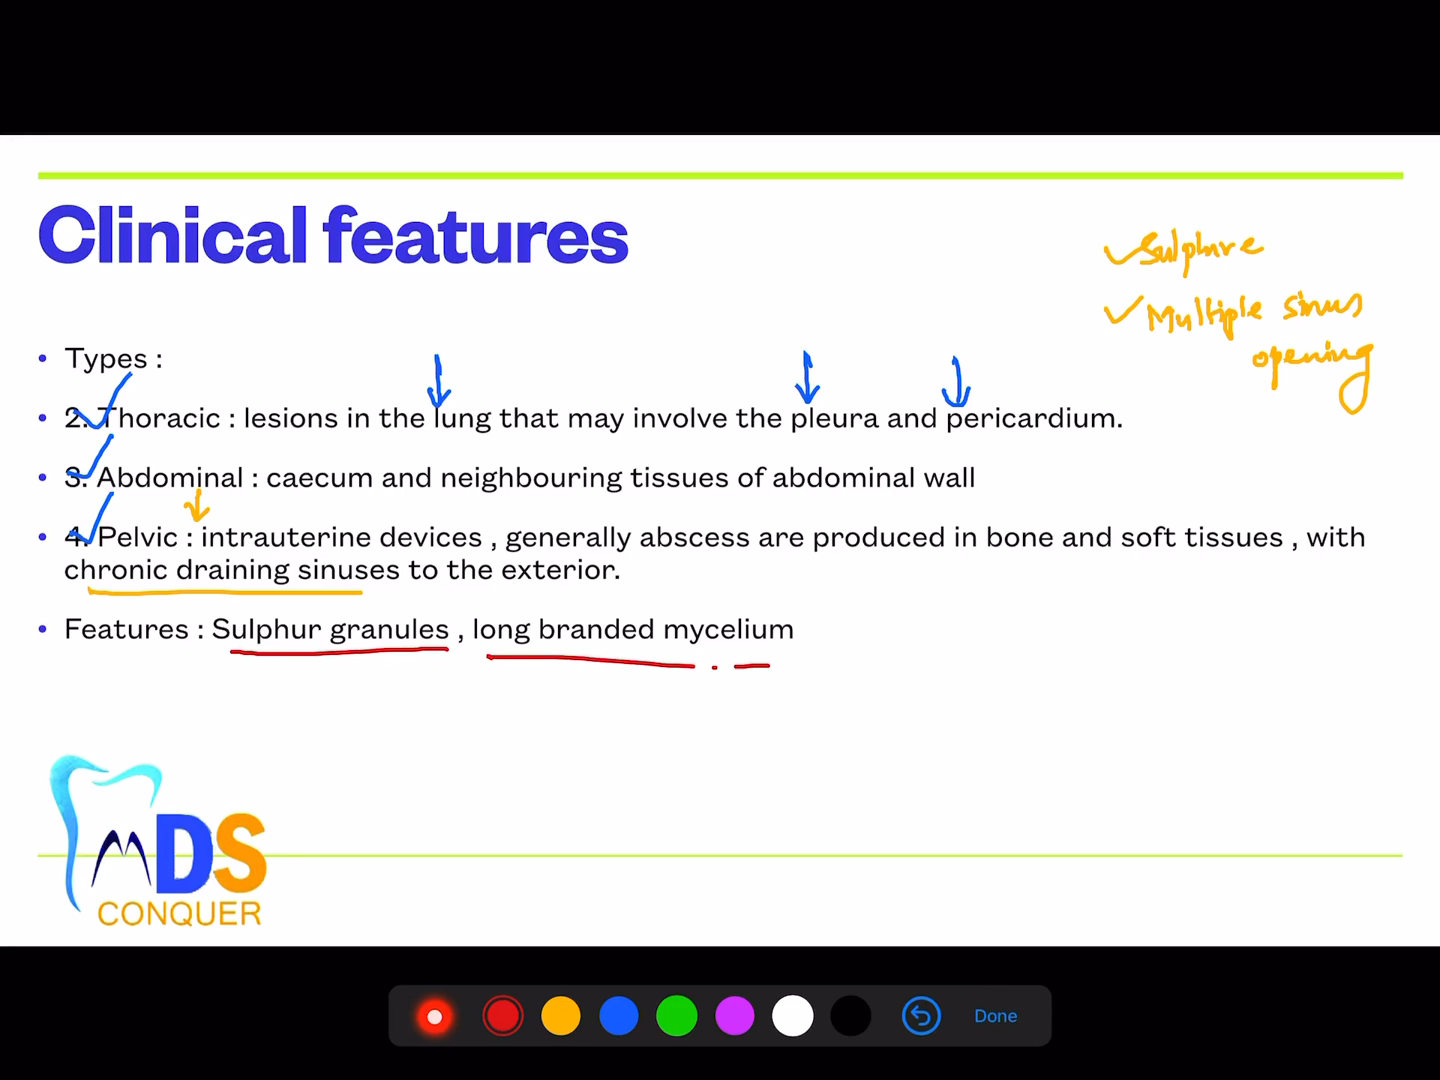 Clinical features
✓Sulphure
✓Multiple sinus
opening
• Types :
• 2. Thoracic : lesions in the lung that may involve the pleura and pericardium.
• 3. Abdominal : caecum and neighbouring tissues of abdominal wall
• 4. Pelvic : intrauterine devices , generally abscess are produced in bone and soft tissues , with
chronic draining sinuses to the exterior.
• Features : Sulphur granules , long branded mycelium
MDS
CONQUER
Done